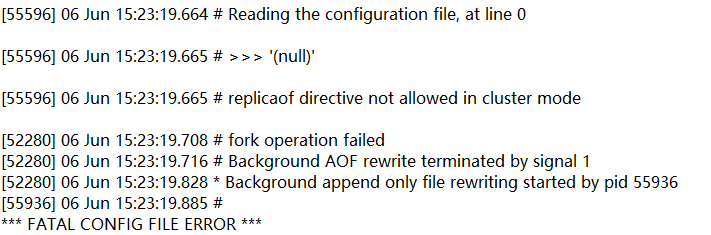 [55596] 06 Jun 15:23:19.664 # Reading the configuration file, at line 0
[55596] 06 Jun 15:23:19.665 # >>> '(null)'
[55596] 06 Jun 15:23:19.665 # replicaof directive not allowed in cluster mode
[52280] 06 Jun 15:23:19.708 # fork operation failed
[52280] 06 Jun 15:23:19.716 # Background AOF rewrite terminated by signal 1
[52280] 06 Jun 15:23:19.828 * Background append only file rewriting started by pid 55936
[55936] 06 Jun 15:23:19.885 #
*** FATAL CONFIG FILE ERROR ***